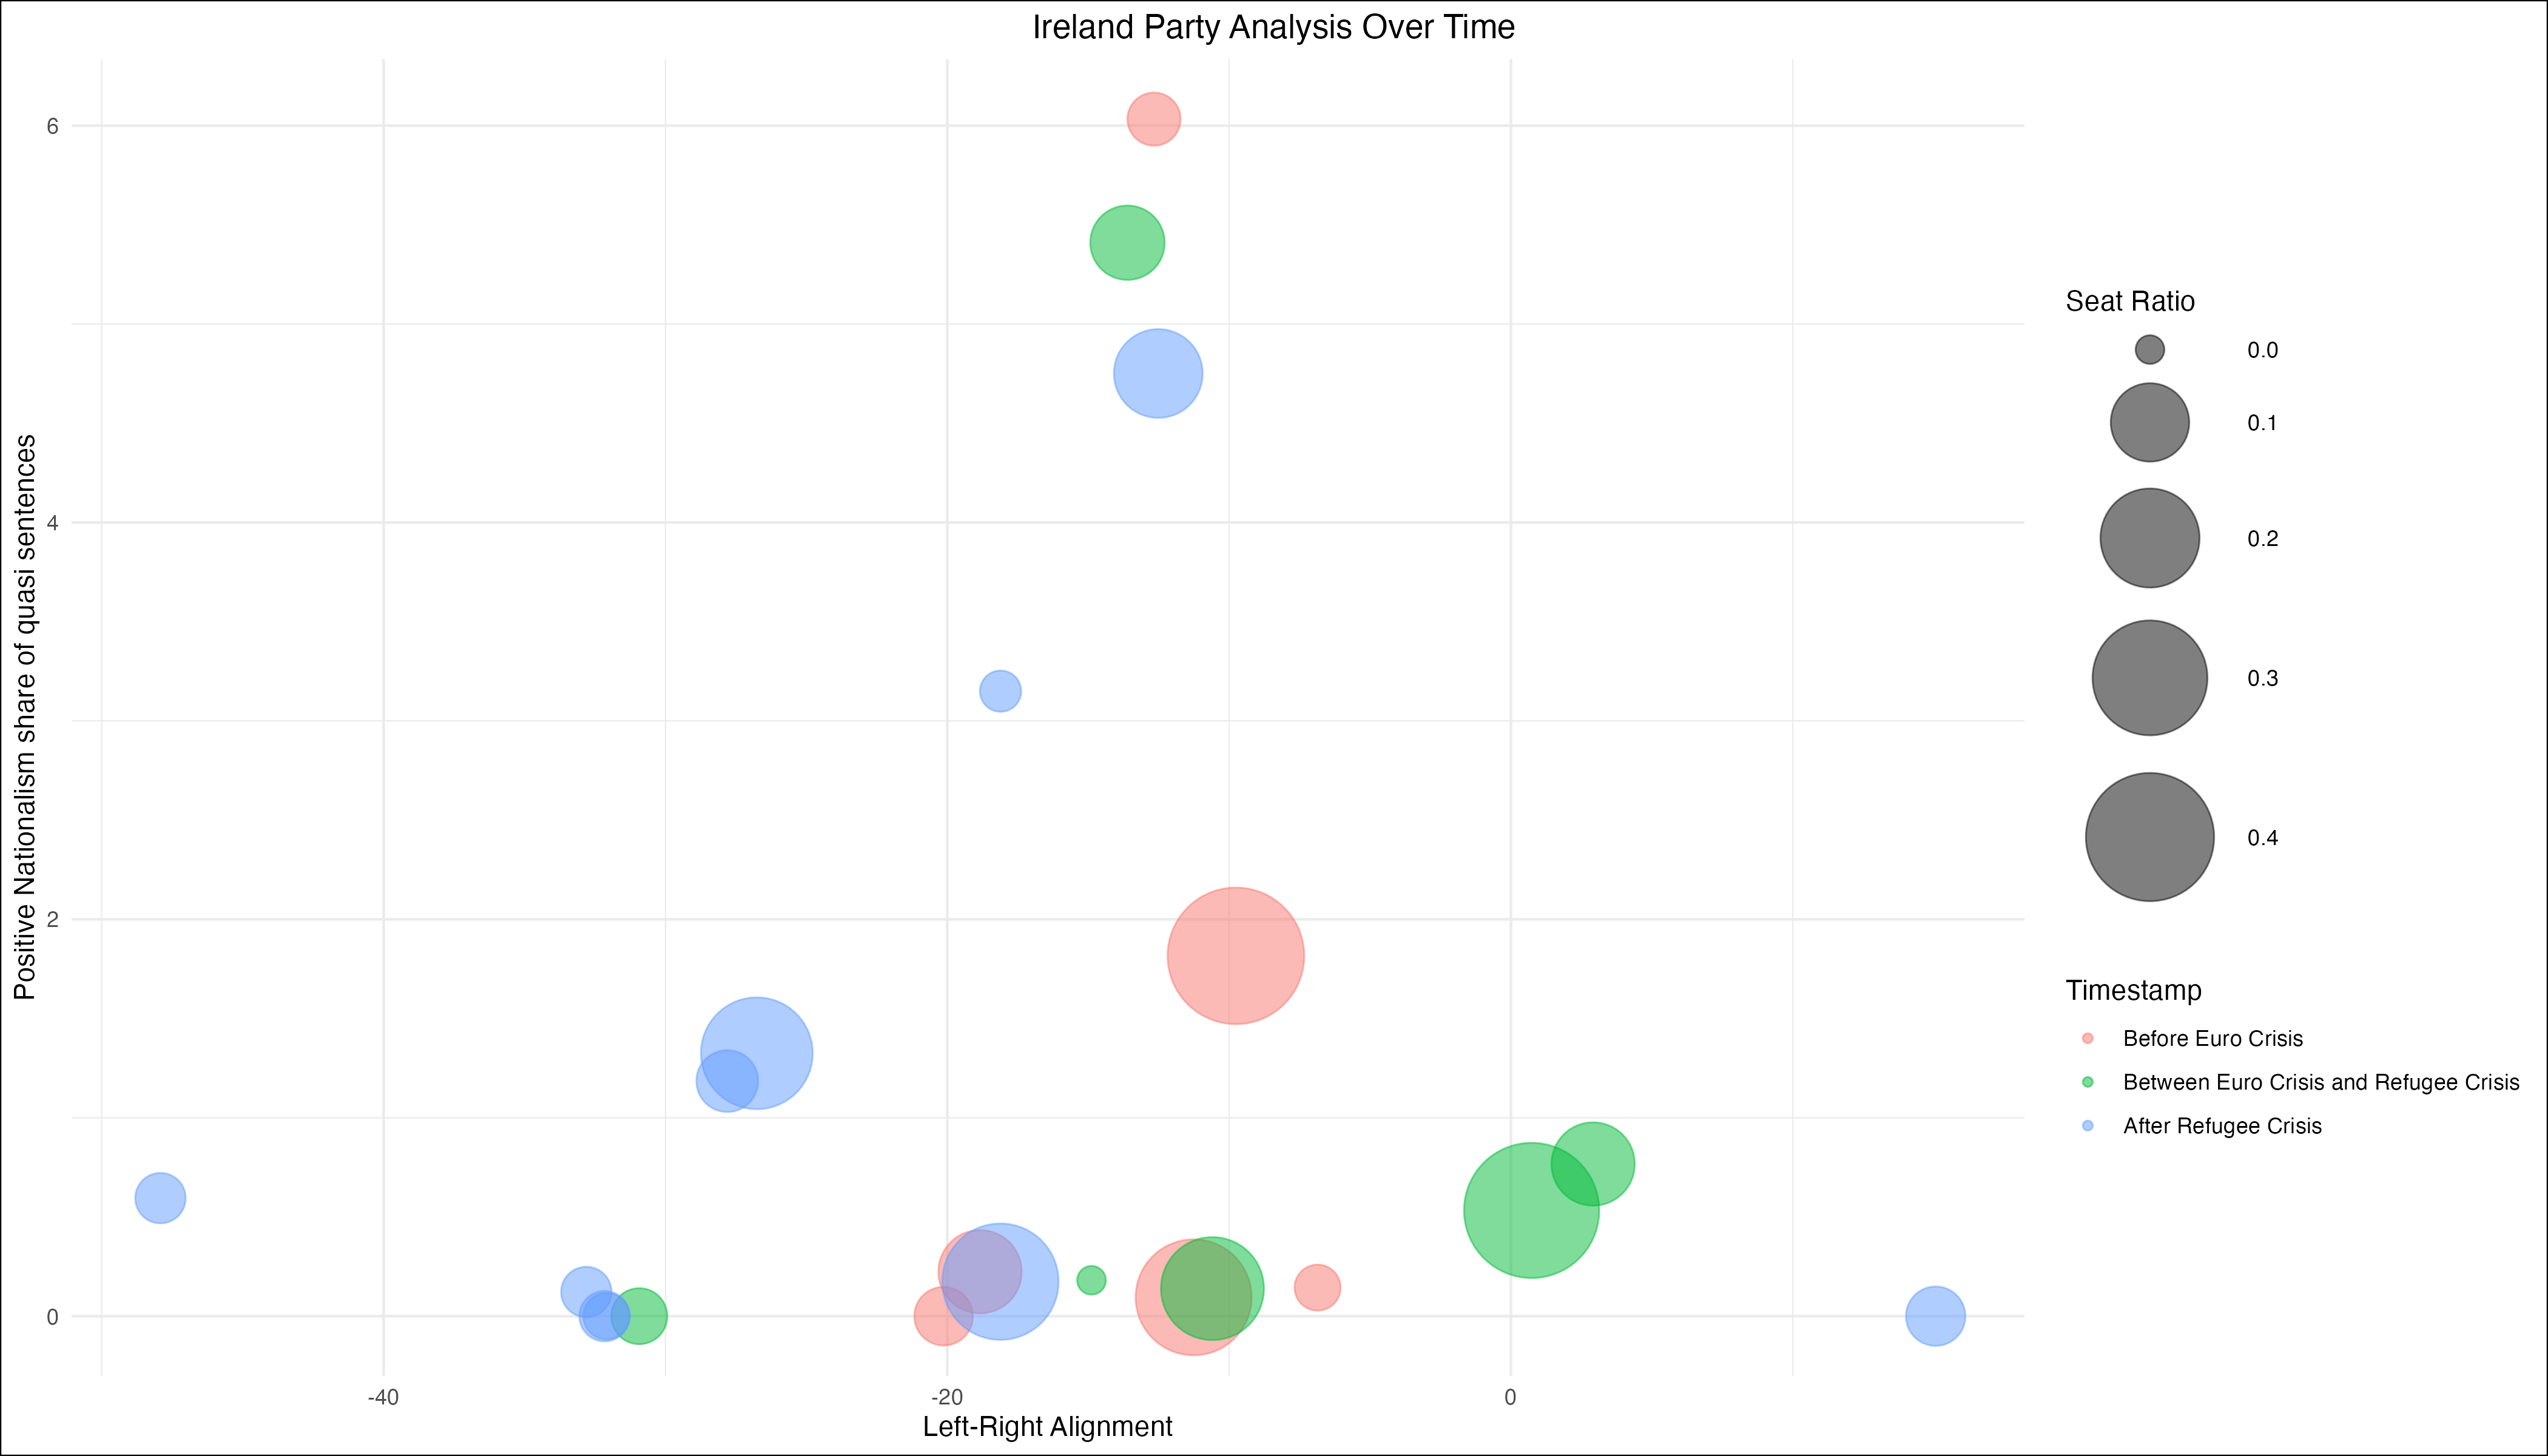 Ireland Party Analysis Over Time
Positive Nationalism share of quasi sentences
6
4
2
0
-40
-20
0
Left-Right Alignment
Seat Ratio
0.0
0.1
0.2
0.3
0.4
Timestamp
Before Euro Crisis
Between Euro Crisis and Refugee Crisis
After Refugee Crisis